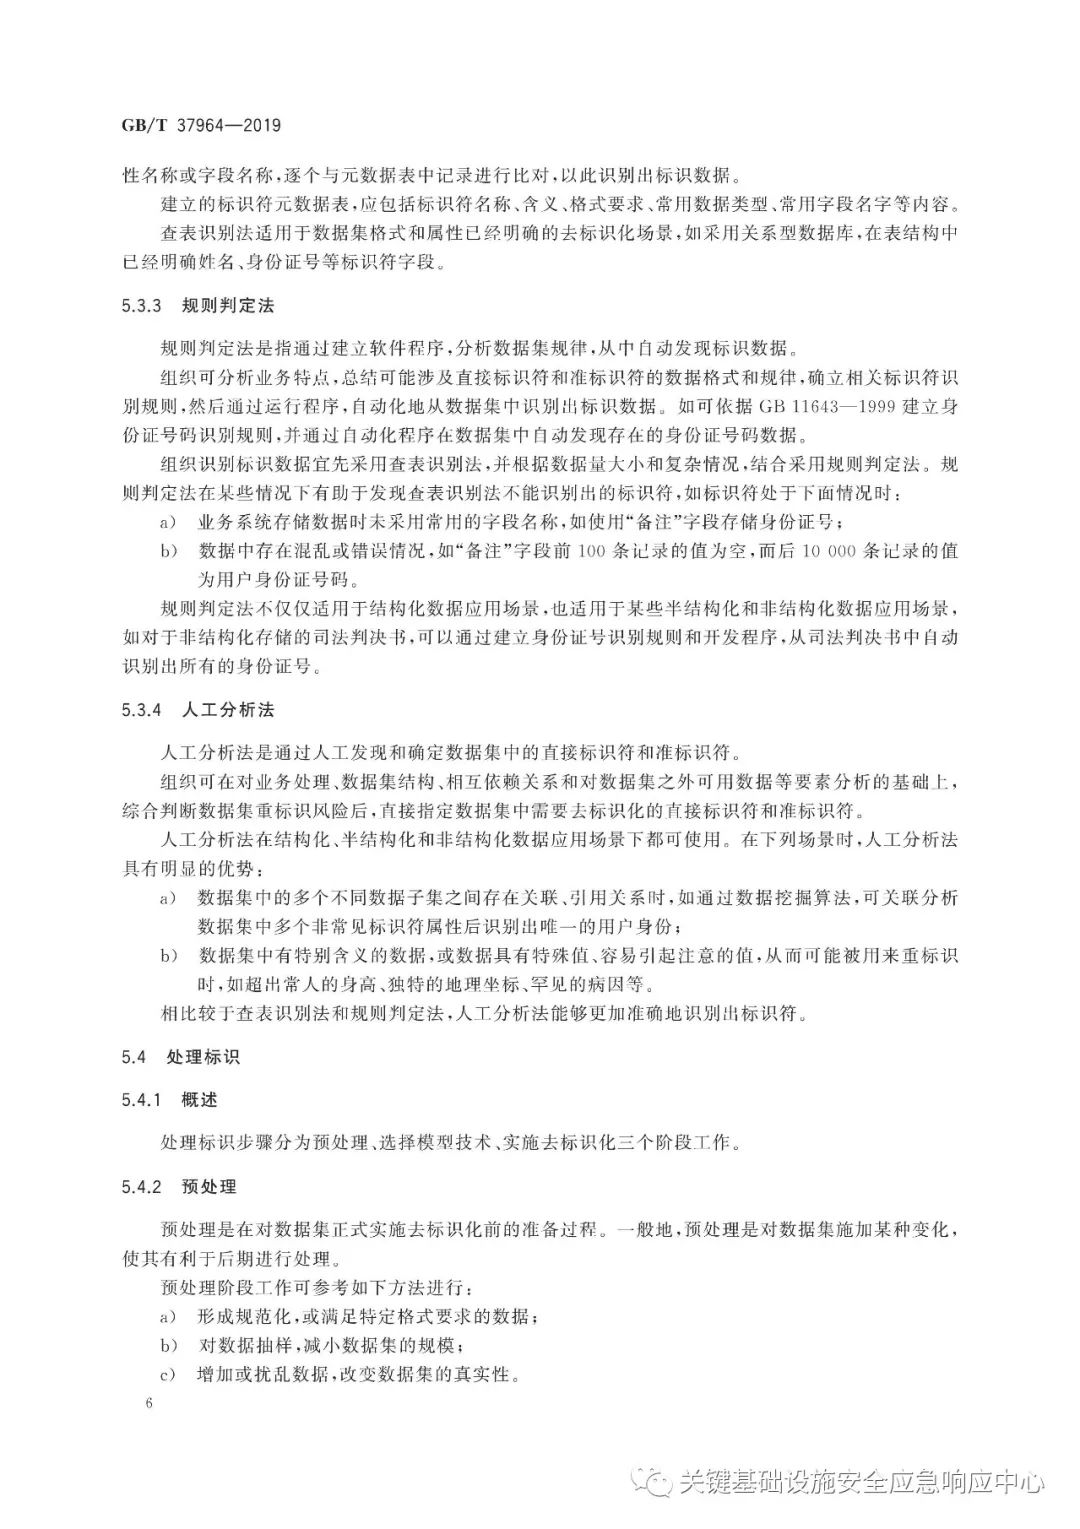 GB/T 37964—2019
性名称或字段名称,逐个与元数据表中记录进行比对,以此识别出标识数据。
建立的标识符元数据表,应包括标识符名称、含义、格式要求、常用数据类型、常用字段名字等内容。
查表识别法适用于数据集格式和属性已经明确的去标识化场景,如采用关系型数据库,在表结构中
已经明确姓名、身份证号等标识符字段。
5.3.3 规则判定法
规则判定法是指通过建立软件程序,分析数据集规律,从中自动发现标识数据。
组织可分析业务特点,总结可能涉及直接标识符和准标识符的数据格式和规律,确立相关标识符识
别规则,然后通过运行程序,自动化地从数据集中识别出标识数据。如可依据 GB 11643—1999 建立身
份证号码识别规则,并通过自动化程序在数据集中自动发现存在的身份证号码数据。
组织识别标识数据宜先采用查表识别法,并根据数据量大小和复杂情况,结合采用规则判定法。规
则判定法在某些情况下有助于发现查表识别法不能识别出的标识符,如标识符处于下面情况时:
a) 业务系统存储数据时未采用常用的字段名称,如使用“备注”字段存储身份证号;
b) 数据中存在混乱或错误情况,如“备注”字段前 100 条记录的值为空,而后 10 000 条记录的值
为用户身份证号码。
规则判定法不仅仅适用于结构化数据应用场景,也适用于某些半结构化和非结构化数据应用场景,
如对于非结构化存储的司法判决书,可以通过建立身份证号识别规则和开发程序,从司法判决书中自动
识别出所有的身份证号。
5.3.4 人工分析法
人工分析法是通过人工发现和确定数据集中的直接标识符和准标识符。
组织可在对业务处理、数据集结构、相互依赖关系和对数据集之外可用数据等要素分析的基础上,
综合判断数据集重标识风险后,直接指定数据集中需要去标识化的直接标识符和准标识符。
人工分析法在结构化、半结构化和非结构化数据应用场景下都可使用。在下列场景时,人工分析法
具有明显的优势:
a) 数据集中的多个不同数据子集之间存在关联、引用关系时,如通过数据挖掘算法,可关联分析
数据集中多个非常见标识符属性后识别出唯一的用户身份;
b) 数据集中有特别含义的数据,或数据具有特殊值、容易引起注意的值,从而可能被用来重标识
时,如超出常人的身高、独特的地理坐标、罕见的病因等。
相比较于查表识别法和规则判定法,人工分析法能够更加准确地识别出标识符。
5.4 处理标识
5.4.1 概述
处理标识步骤分为预处理、选择模型技术、实施去标识化三个阶段工作。
5.4.2 预处理
预处理是在对数据集正式实施去标识化前的准备过程。一般地,预处理是对数据集施加某种变化,
使其有利于后期进行处理。
预处理阶段工作可参考如下方法进行:
a) 形成规范化,或满足特定格式要求的数据;
b) 对数据抽样,减小数据集的规模;
c) 增加或扰乱数据,改变数据集的真实性。
6
关键基础设施安全应急响应中心